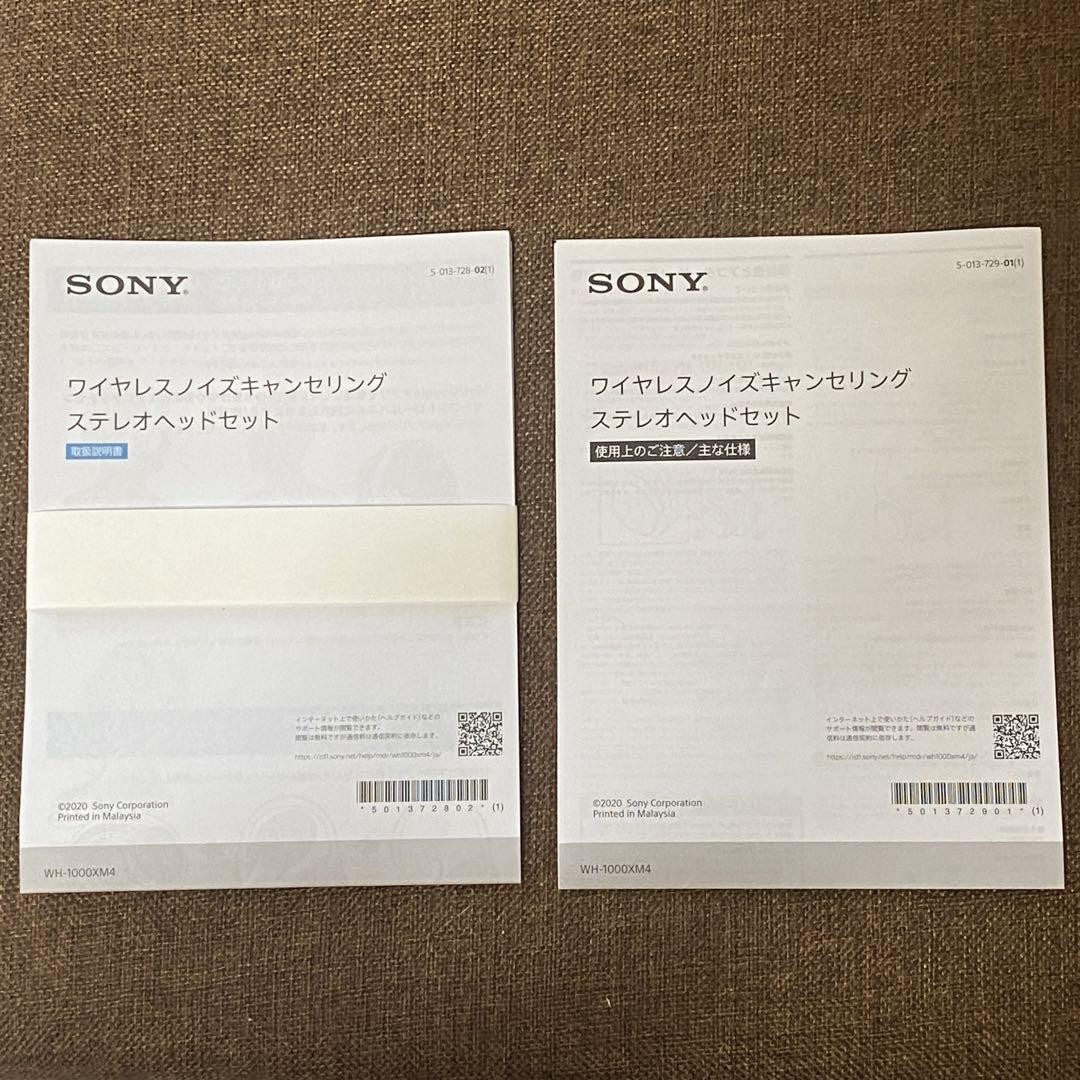 SONY®
5-013-728-02(1)
ワイヤレスノイズキャンセリング
ステレオヘッドセット
取扱説明書
インターネット上で使いかた(ヘルプガイド)などの
サポート情報が閲覧できます。
閲覧は無料ですが通信料は通信契約に依存します。
https://rd1.sony.net/help/mdr/wh1000xm4/ja/
©2020 Sony Corporation
Printed in Malaysia
*501372802* (1)
WH-1000XM4
SONY®
5-013-729-01(1)
ワイヤレスノイズキャンセリング
ステレオヘッドセット
使用上のご注意／主な仕様
インターネット上で使いかた(ヘルプガイド)などの
サポート情報が閲覧できます。閲覧は無料ですが通
信料は通信契約に依存します。
https://rd1.sony.net/help/mdr/wh1000xm4/ja/
©2020 Sony Corporation
Printed in Malaysia
*501372901* (1)
WH-1000XM4